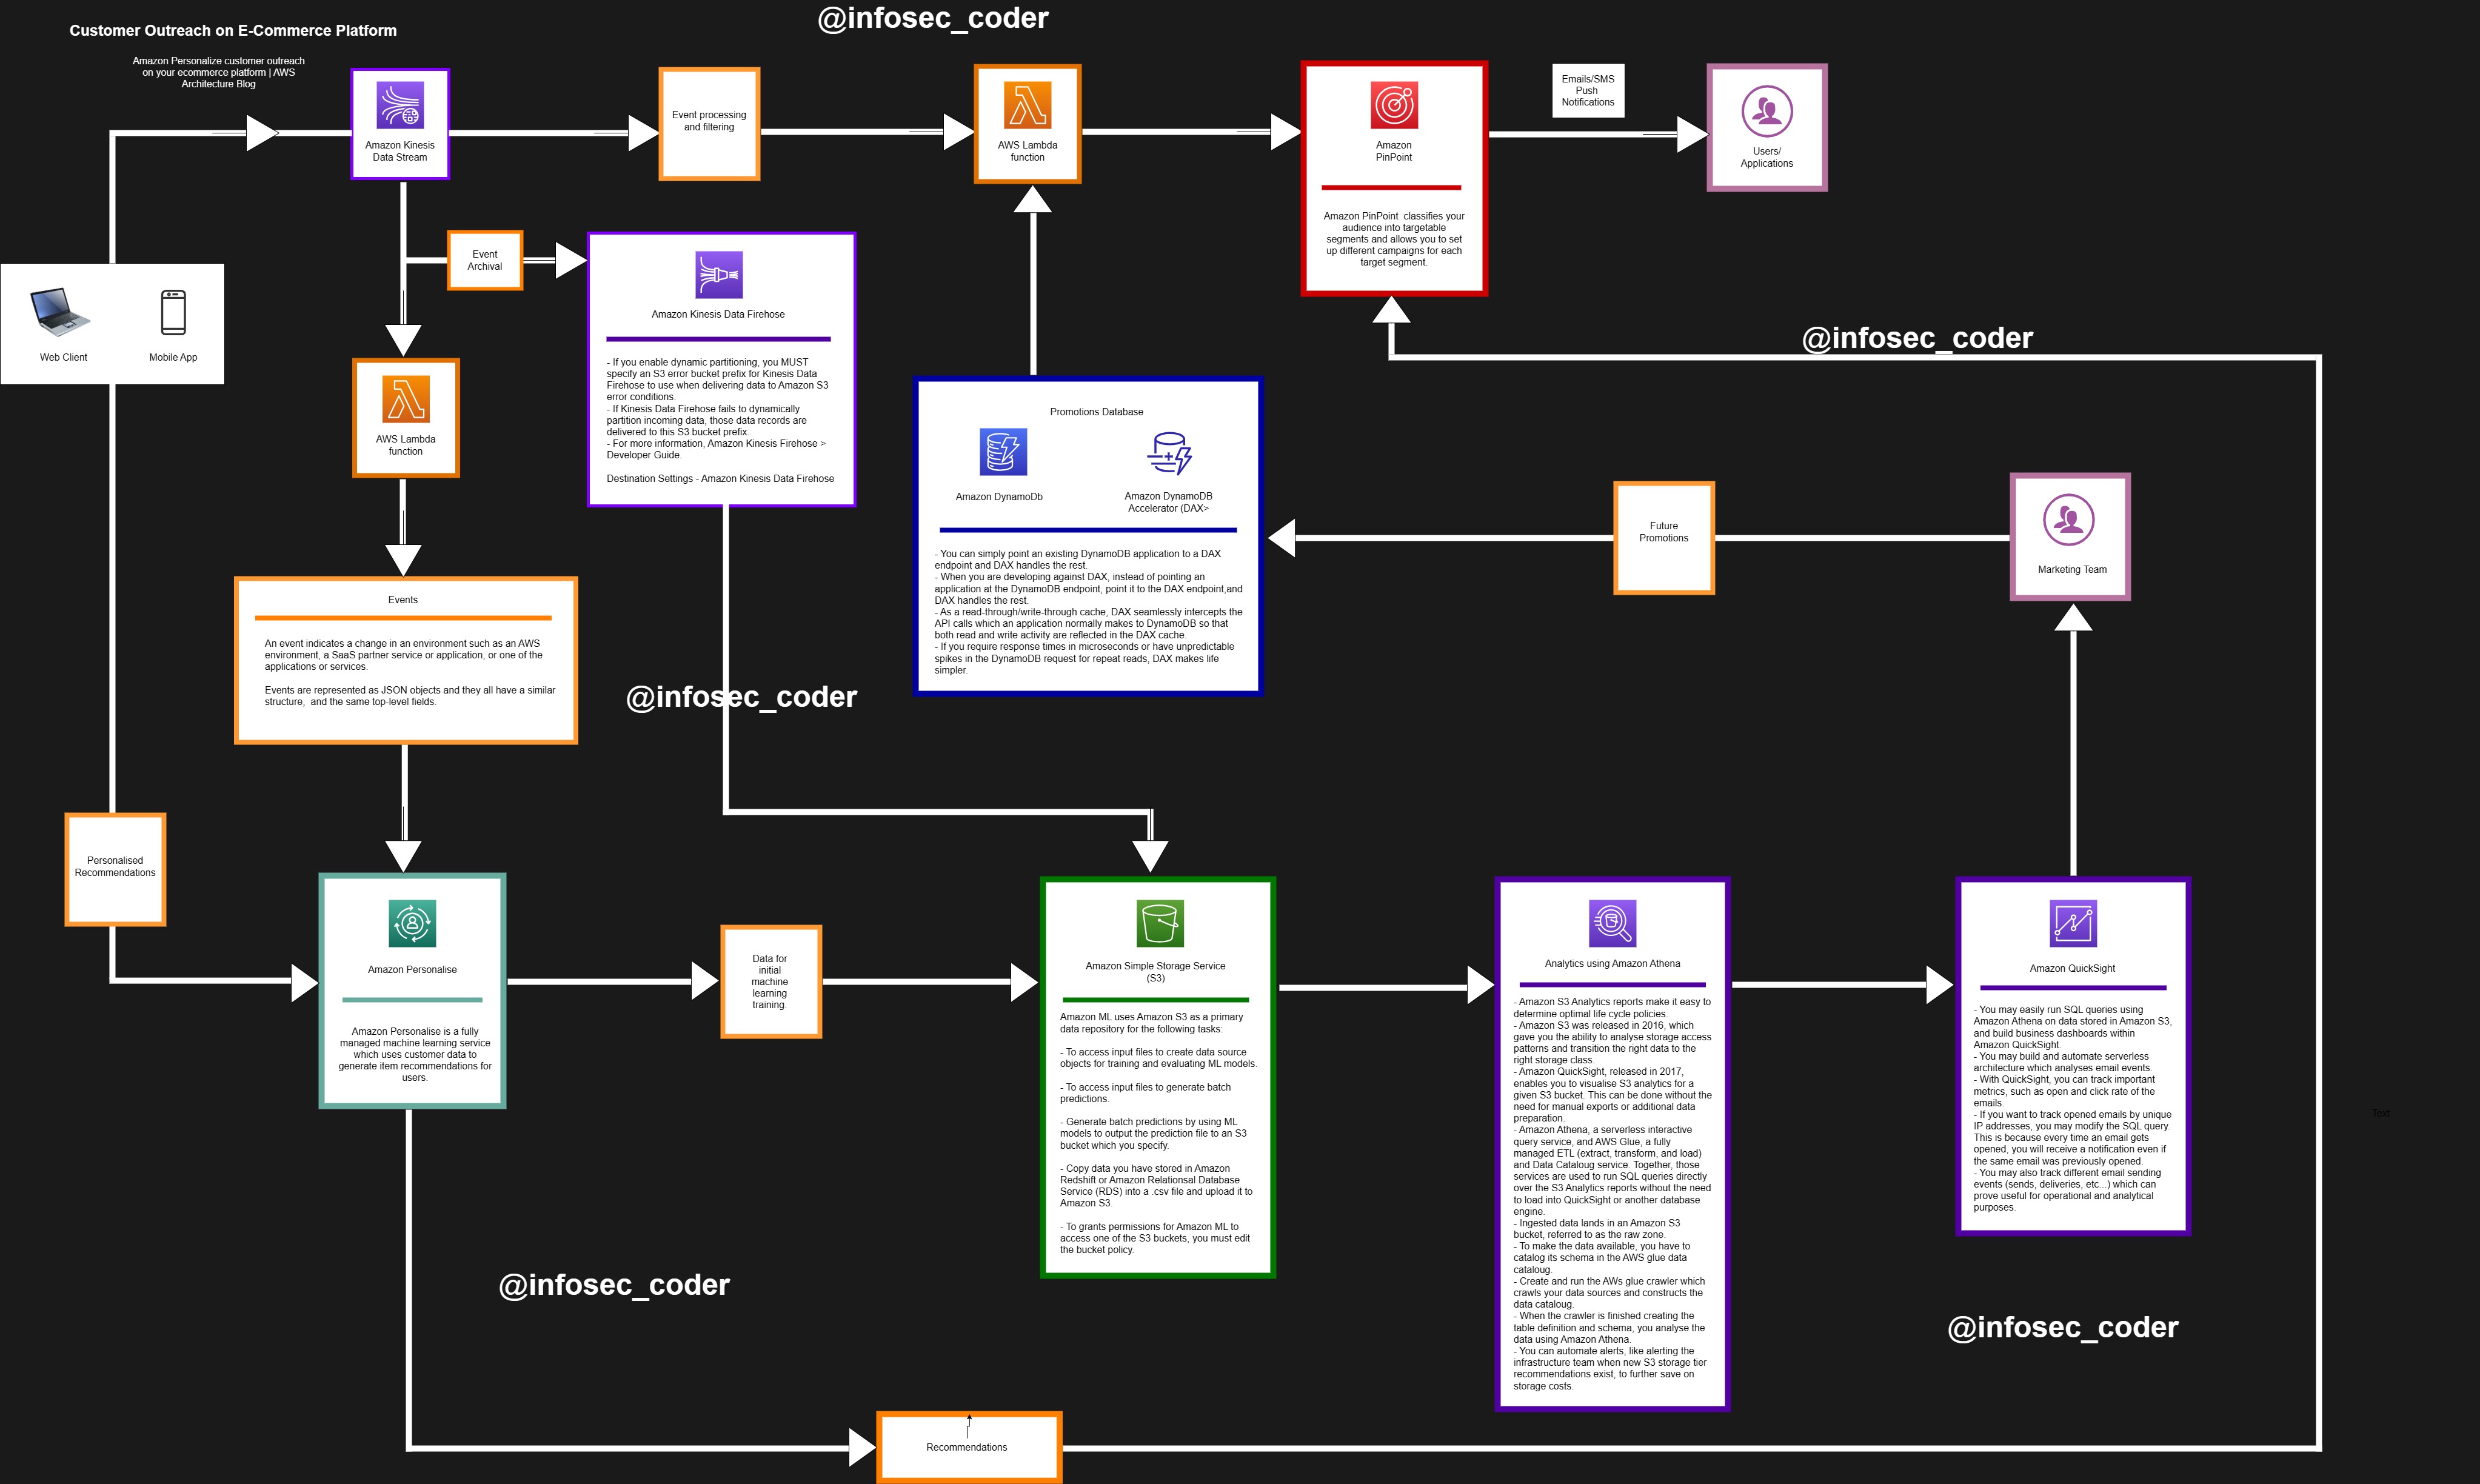 @infosec_coder
Customer Outreach on E-Commerce Platform
Amazon Personalize customer outreach
on your ecommerce platform | AWS
Architecture Blog
Amazon Kinesis
Data Stream
Event processing
and filtering
AWS Lambda
function
Amazon
PinPoint
Amazon PinPoint classifies your
audience into targetable
segments and allows you to set
up different campaigns for each
target segment.
Emails/SMS
Push
Notifications
Users/
Applications
Event
Archival
Amazon Kinesis Data Firehose
- If you enable dynamic partitioning, you MUST
specify an S3 error bucket prefix for Kinesis Data
Firehose to use when delivering data to Amazon S3
error conditions.
- If Kinesis Data Firehose fails to dynamically
partition incoming data, those data records are
delivered to this S3 bucket prefix.
- For more information, Amazon Kinesis Firehose >
Developer Guide.
Destination Settings - Amazon Kinesis Data Firehose
Web Client
Mobile App
@infosec_coder
AWS Lambda
function
Promotions Database
Amazon DynamoDb
Amazon DynamoDB
Accelerator (DAX>
- You can simply point an existing DynamoDB application to a DAX
endpoint and DAX handles the rest.
- When you are developing against DAX, instead of pointing an
application at the DynamoDB endpoint, point it to the DAX endpoint,and
DAX handles the rest.
- As a read-through/write-through cache, DAX seamlessly intercepts the
API calls which an application normally makes to DynamoDB so that
both read and write activity are reflected in the DAX cache.
- If you require response times in microseconds or have unpredictable
spikes in the DynamoDB request for repeat reads, DAX makes life
simpler.
Future
Promotions
Marketing Team
Events
An event indicates a change in an environment such as an AWS
environment, a SaaS partner service or application, or one of the
applications or services.
Events are represented as JSON objects and they all have a similar
structure, and the same top-level fields.
@infosec_coder
Personalised
Recommendations
Amazon Personalise
Amazon Personalise is a fully
managed machine learning service
which uses customer data to
generate item recommendations for
users.
Data for
initial
machine
learning
training.
Amazon Simple Storage Service
(S3)
Amazon ML uses Amazon S3 as a primary
data repository for the following tasks:
- To access input files to create data source
objects for training and evaluating ML models.
- To access input files to generate batch
predictions.
- Generate batch predictions by using ML
models to output the prediction file to an S3
bucket which you specify.
- Copy data you have stored in Amazon
Redshift or Amazon Relationsal Database
Service (RDS) into a .csv file and upload it to
Amazon S3.
- To grants permissions for Amazon ML to
access one of the S3 buckets, you must edit
the bucket policy.
Analytics using Amazon Athena
- Amazon S3 Analytics reports make it easy to
determine optimal life cycle policies.
- Amazon S3 was released in 2016, which
gave you the ability to analyse storage access
patterns and transition the right data to the
right storage class.
- Amazon QuickSight, released in 2017,
enables you to visualise S3 analytics for a
given S3 bucket. This can be done without the
need for manual exports or additional data
preparation.
- Amazon Athena, a serverless interactive
query service, and AWS Glue, a fully
managed ETL (extract, transform, and load)
and Data Cataloug service. Together, those
services are used to run SQL queries directly
over the S3 Analytics reports without the need
to load into QuickSight or another database
engine.
- Ingested data lands in an Amazon S3
bucket, referred to as the raw zone.
- To make the data available, you have to
catalog its schema in the AWS glue data
cataloug.
- Create and run the AWs glue crawler which
crawls your data sources and constructs the
data cataloug.
- When the crawler is finished creating the
table definition and schema, you analyse the
data using Amazon Athena.
- You can automate alerts, like alerting the
infrastructure team when new S3 storage tier
recommendations exist, to further save on
storage costs.
Amazon QuickSight
- You may easily run SQL queries using
Amazon Athena on data stored in Amazon S3,
and build business dashboards within
Amazon QuickSight.
- You may build and automate serverless
architecture which analyses email events.
- With QuickSight, you can track important
metrics, such as open and click rate of the
emails.
- If you want to track opened emails by unique
IP addresses, you may modify the SQL query.
This is because every time an email gets
opened, you will receive a notification even if
the same email was previously opened.
- You may also track different email sending
events (sends, deliveries, etc...) which can
prove useful for operational and analytical
purposes.
Text
@infosec_coder
@infosec_coder
Recommendations